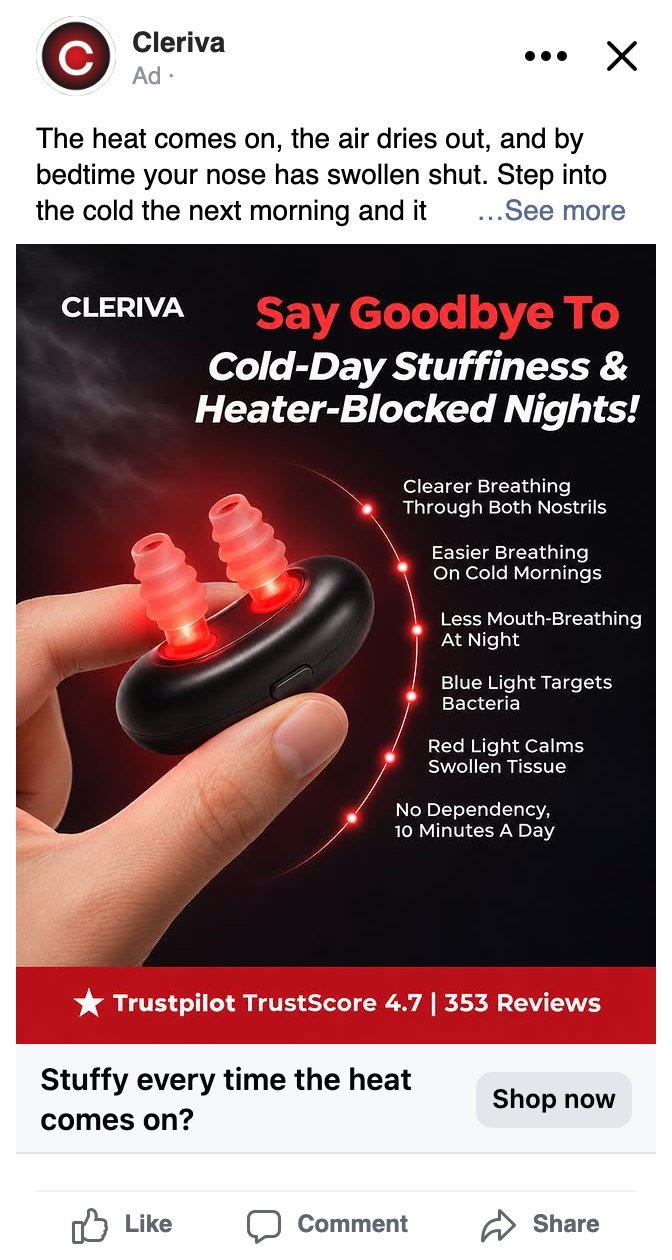 C
Cleriva
Ad ·
The heat comes on, the air dries out, and by
bedtime your nose has swollen shut. Step into
the cold the next morning and it ...See more
CLERIVA
Say Goodbye To
Cold-Day Stuffiness &
Heater-Blocked Nights!
Clearer Breathing
Through Both Nostrils
Easier Breathing
On Cold Mornings
Less Mouth-Breathing
At Night
Blue Light Targets
Bacteria
Red Light Calms
Swollen Tissue
No Dependency,
10 Minutes A Day
Trustpilot TrustScore 4.7 | 353 Reviews
Stuffy every time the heat
comes on?
Shop now
Like
Comment
Share